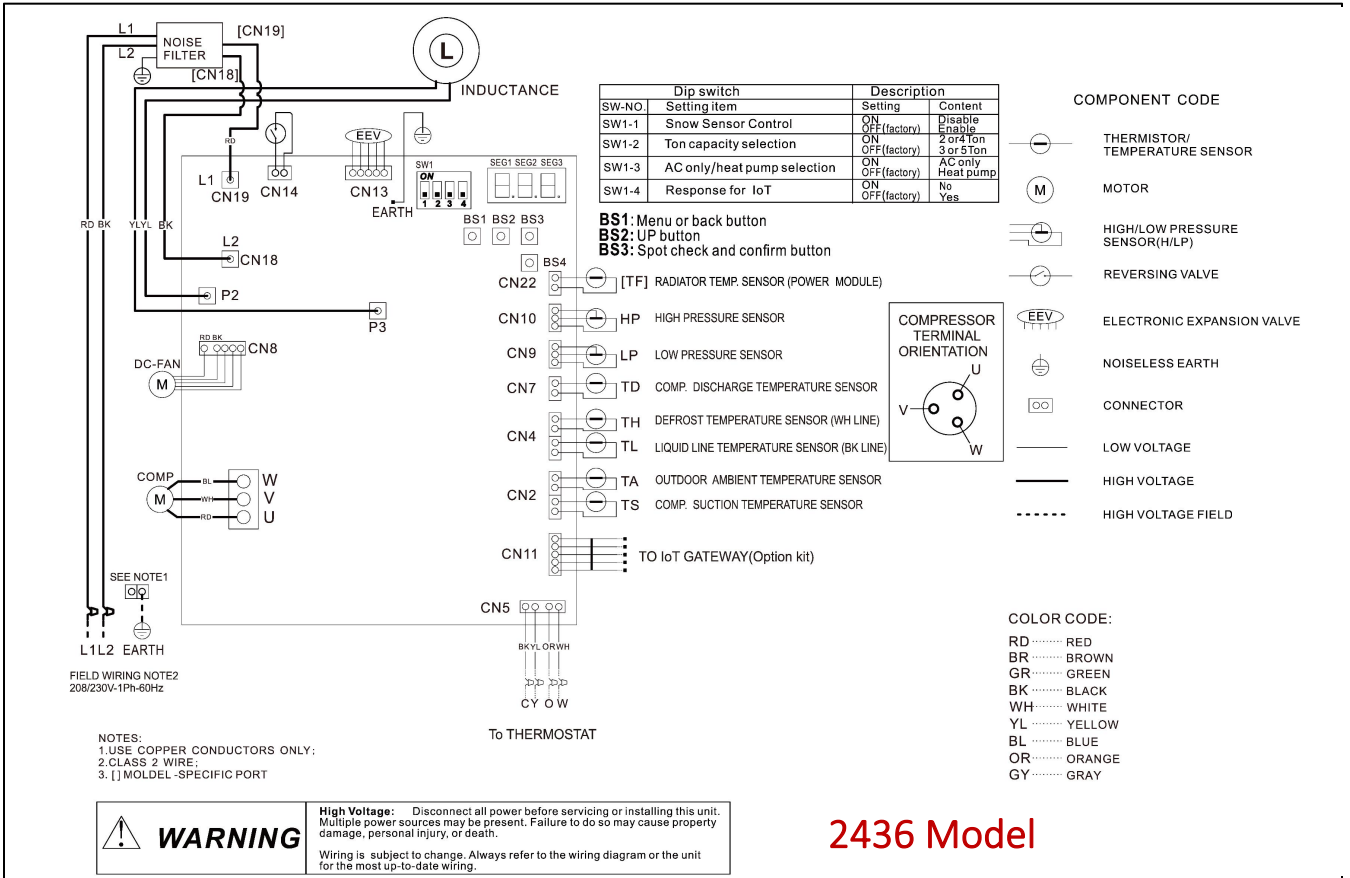 L1
L2
NOISE
FILTER
[CN19]
[CN18]
L
INDUCTANCE
RD
EEV
L1
CN19
CN14
CN13
EARTH
SW1
ON
1 2 3 4
SEG1 SEG2 SEG3
8.8.8
BS1 BS2 BS3
BS4
RD BK
YLYL BK
L2
CN18
P2
P3
RD BK
CN8
DC-FAN
M
COMP
M
BL
WH
RD
W
V
U
SEE NOTE1
L1L2 EARTH
FIELD WIRING NOTE2
208/230V-1Ph-60Hz
Dip switch Description
SW-NO. Setting item Setting Content
SW1-1 Snow Sensor Control ON Disable
OFF(factory) Enable
SW1-2 Ton capacity selection ON 2 or4Ton
OFF(factory) 3 or 5Ton
SW1-3 AC only/heat pump selection ON AC only
OFF(factory) Heat pump
SW1-4 Response for IoT ON No
OFF(factory) Yes
BS1: Menu or back button
BS2: UP button
BS3: Spot check and confirm button
CN22 [TF] RADIATOR TEMP. SENSOR (POWER MODULE)
CN10 HP HIGH PRESSURE SENSOR
CN9 LP LOW PRESSURE SENSOR
CN7 TD COMP. DISCHARGE TEMPERATURE SENSOR
CN4 TH DEFROST TEMPERATURE SENSOR (WH LINE)
TL LIQUID LINE TEMPERATURE SENSOR (BK LINE)
CN2 TA OUTDOOR AMBIENT TEMPERATURE SENSOR
TS COMP. SUCTION TEMPERATURE SENSOR
CN11 TO IoT GATEWAY(Option kit)
CN5
BKYL ORWH
CY O W
To THERMOSTAT
COMPRESSOR
TERMINAL
ORIENTATION
U
V
W
COMPONENT CODE
THERMISTOR/
TEMPERATURE SENSOR
M MOTOR
HIGH/LOW PRESSURE
SENSOR(H/LP)
REVERSING VALVE
EEV ELECTRONIC EXPANSION VALVE
NOISELESS EARTH
CONNECTOR
LOW VOLTAGE
HIGH VOLTAGE
HIGH VOLTAGE FIELD
COLOR CODE:
RD ········ RED
BR ········ BROWN
GR ········ GREEN
BK ········ BLACK
WH ········ WHITE
YL ········ YELLOW
BL ········ BLUE
OR ········ ORANGE
GY ········ GRAY
NOTES:
1.USE COPPER CONDUCTORS ONLY;
2.CLASS 2 WIRE;
3. [ ] MOLDEL -SPECIFIC PORT
WARNING
High Voltage: Disconnect all power before servicing or installing this unit.
Multiple power sources may be present. Failure to do so may cause property
damage, personal injury, or death.
Wiring is subject to change. Always refer to the wiring diagram or the unit
for the most up-to-date wiring.
2436 Model